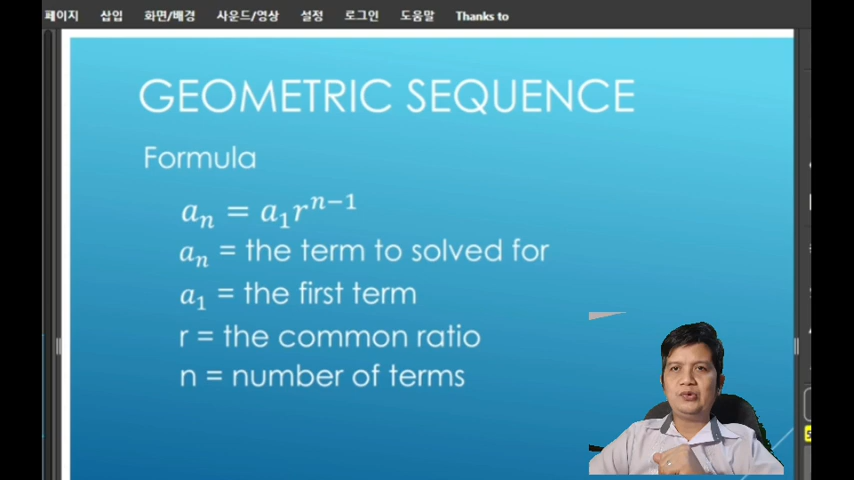 페이지 삽입 화면/배경 사운드/영상 설정 로그인 도움말 Thanks to
GEOMETRIC SEQUENCE
Formula
aₙ = a₁rⁿ⁻¹
aₙ = the term to solved for
a₁ = the first term
r = the common ratio
n = number of terms